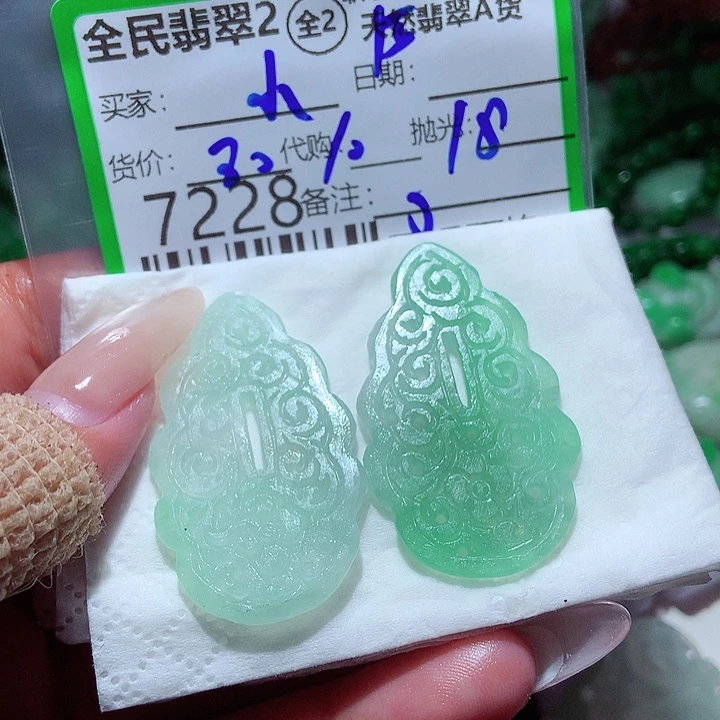 全民翡翠2 全2 天然翡翠A货
买家: 日期:
货价: 30 代购: 抛光: 18
7228 备注: